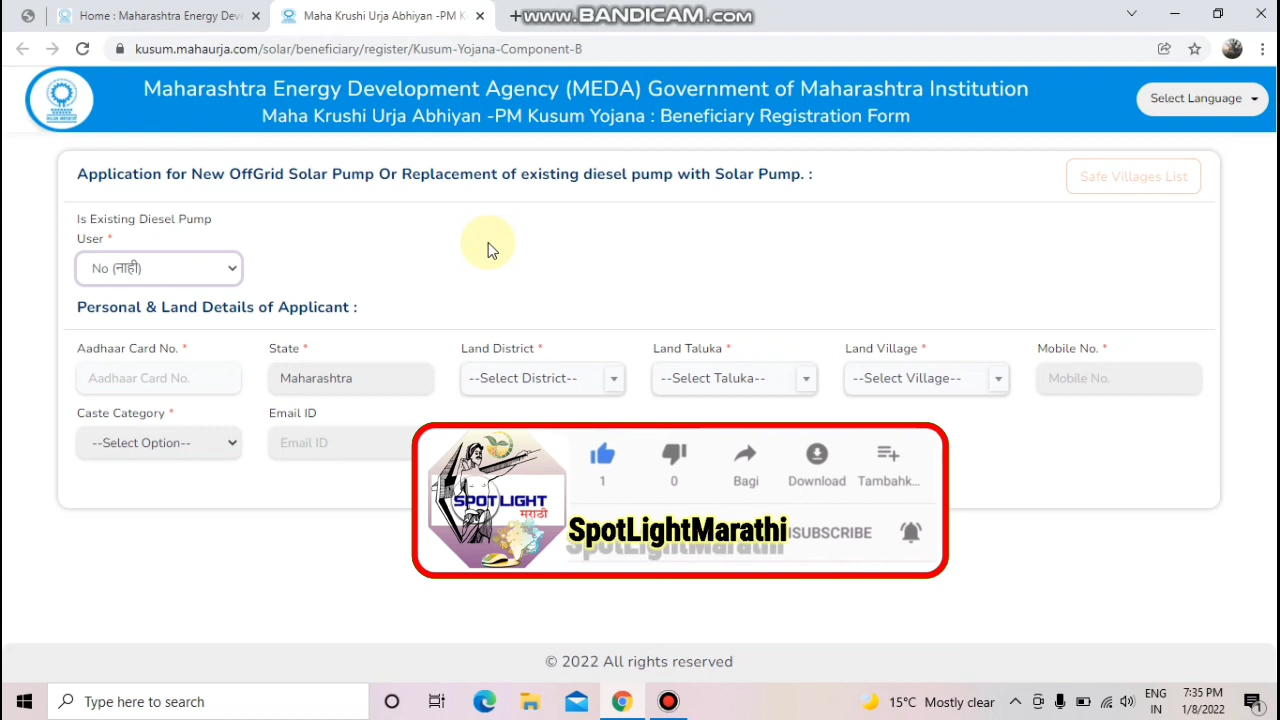 Home : Maharashtra Energy Deve
Maha Krushi Urja Abhiyan -PM K
www.BANDICAM.com
kusum.mahaurja.com/solar/beneficiary/register/Kusum-Yojana-Component-B
Maharashtra Energy Development Agency (MEDA) Government of Maharashtra Institution
Maha Krushi Urja Abhiyan -PM Kusum Yojana : Beneficiary Registration Form
Select Language
Application for New OffGrid Solar Pump Or Replacement of existing diesel pump with Solar Pump. :
Safe Villages List
Is Existing Diesel Pump
User *
No (नाही)
Personal & Land Details of Applicant :
Aadhaar Card No. * State * Land District * Land Taluka * Land Village * Mobile No. *
Aadhaar Card No. Maharashtra --Select District-- --Select Taluka-- --Select Village-- Mobile No.
Caste Category * Email ID
--Select Option-- Email ID
1 0 Bagi Download Tambahk...
SPOT LIGHT
मराठी
SpotLightMarathi
SUBSCRIBE
© 2022 All rights reserved
Type here to search
15°C Mostly clear
ENG
IN
7:35 PM
1/8/2022
1